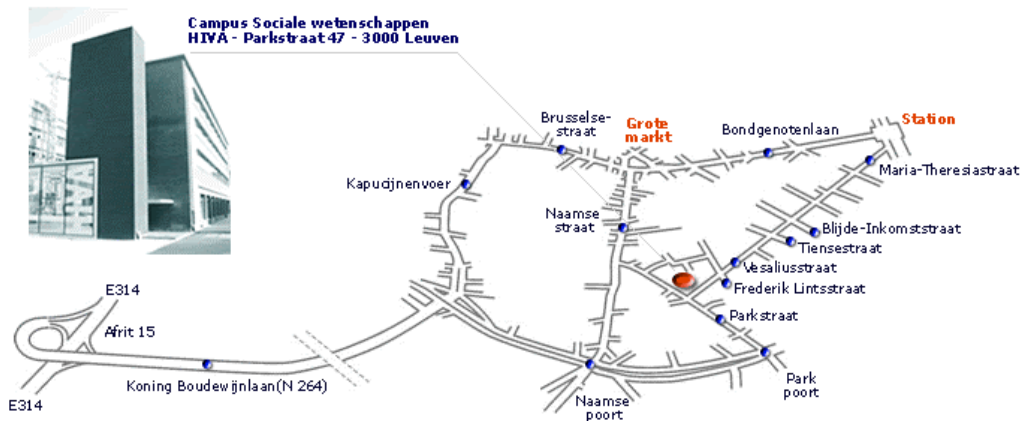 Campus Sociale wetenschappen
HIVA - Parkstraat 47 - 3000 Leuven
HIVA
Brusselse-
straat
Grote
markt
Bondgenotenlaan
Station
Maria-Theresiastraat
Kapucijnenvoer
Naamse
straat
Blijde-Inkomststraat
Tiensestraat
Vesaliusstraat
Frederik Lintsstraat
Parkstraat
E314
Afrit 15
Koning Boudewijnlaan(N 264)
E314
Naamse
poort
Park
poort